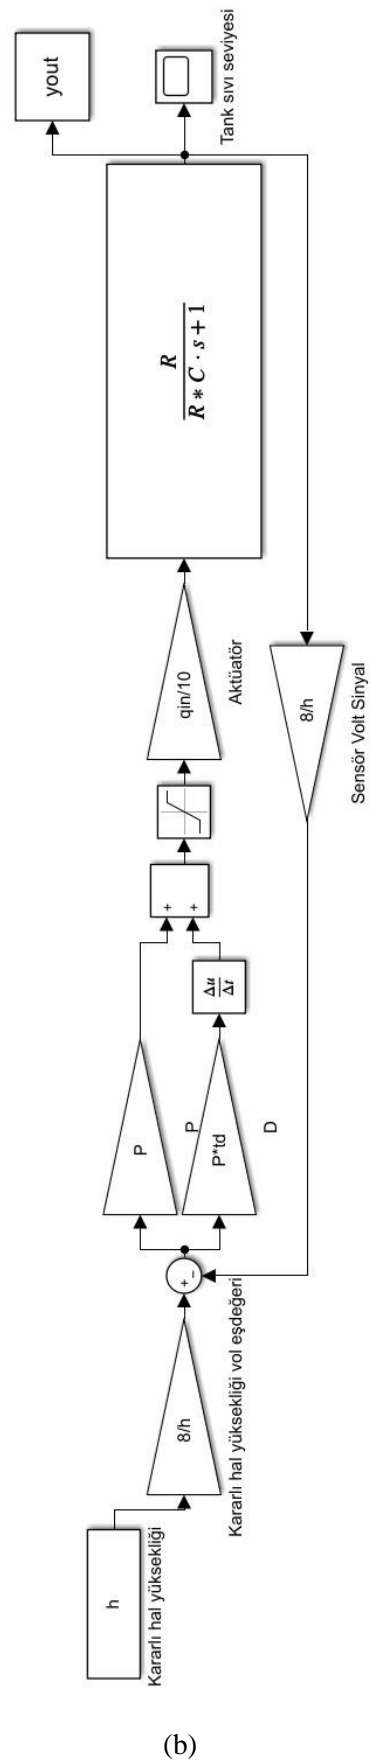 h
Kararlı hal yüksekliği
8/h
Kararlı hal yüksekliği vol eşdeğeri
+
−
P
P
P*td
D
Δu
Δt
+
+
qin/10
Aktüatör
R
R * C · s + 1
yout
Tank sıvı seviyesi
8/h
Sensör Volt Sinyal
(b)